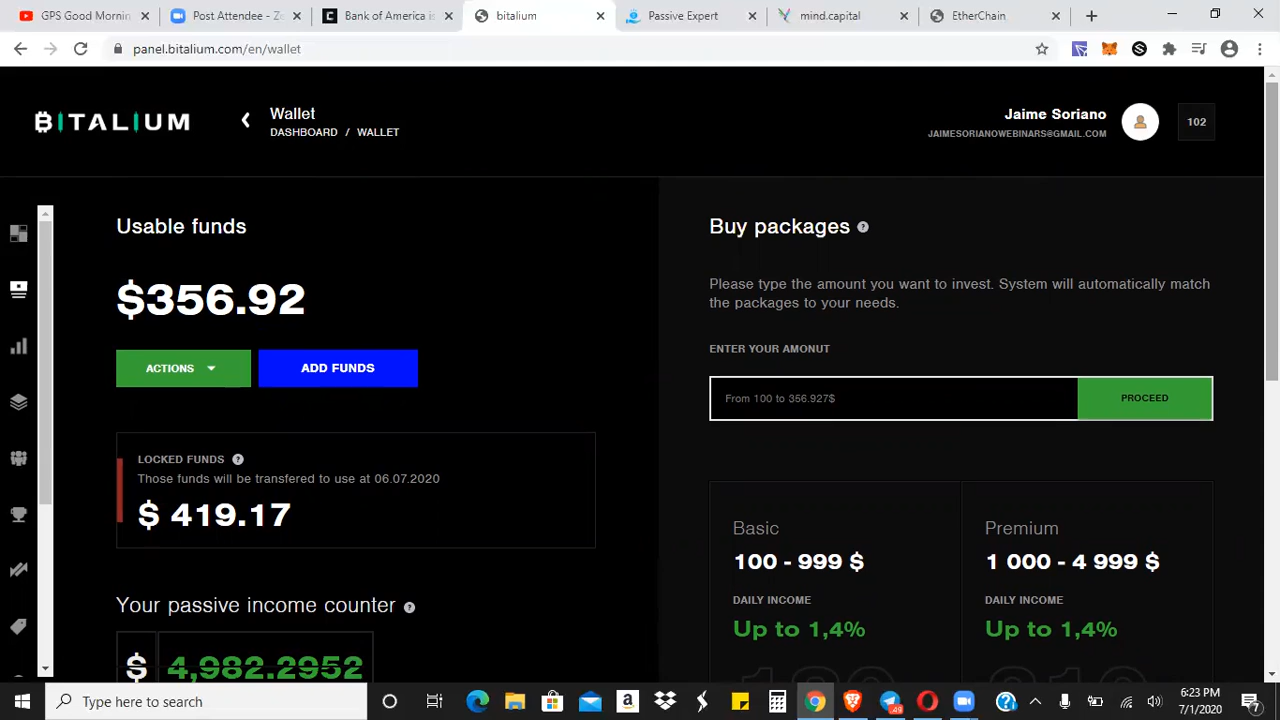 GPS Good Mornin
Post Attendee - Ze
Bank of America is
bitalium
Passive Expert
mind.capital
EtherChain
panel.bitalium.com/en/wallet
BITALIUM
Wallet
DASHBOARD / WALLET
Jaime Soriano
JAIMESORIANOWEBINARS@GMAIL.COM
102
Usable funds
$356.92
ACTIONS
ADD FUNDS
LOCKED FUNDS ?
Those funds will be transfered to use at 06.07.2020
$ 419.17
Your passive income counter ?
$ 4,982.2952
Buy packages ?
Please type the amount you want to invest. System will automatically match
the packages to your needs.
ENTER YOUR AMONUT
From 100 to 356.927$
PROCEED
Basic
100 - 999 $
DAILY INCOME
Up to 1,4%
Premium
1 000 - 4 999 $
DAILY INCOME
Up to 1,4%
Type here to search
6:23 PM
7/1/2020